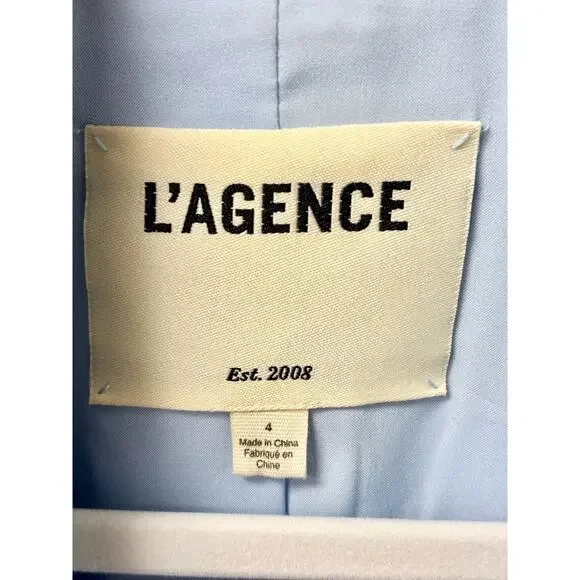 L'AGENCE
Est. 2008
4
Made in China
Fabriqué en
Chine